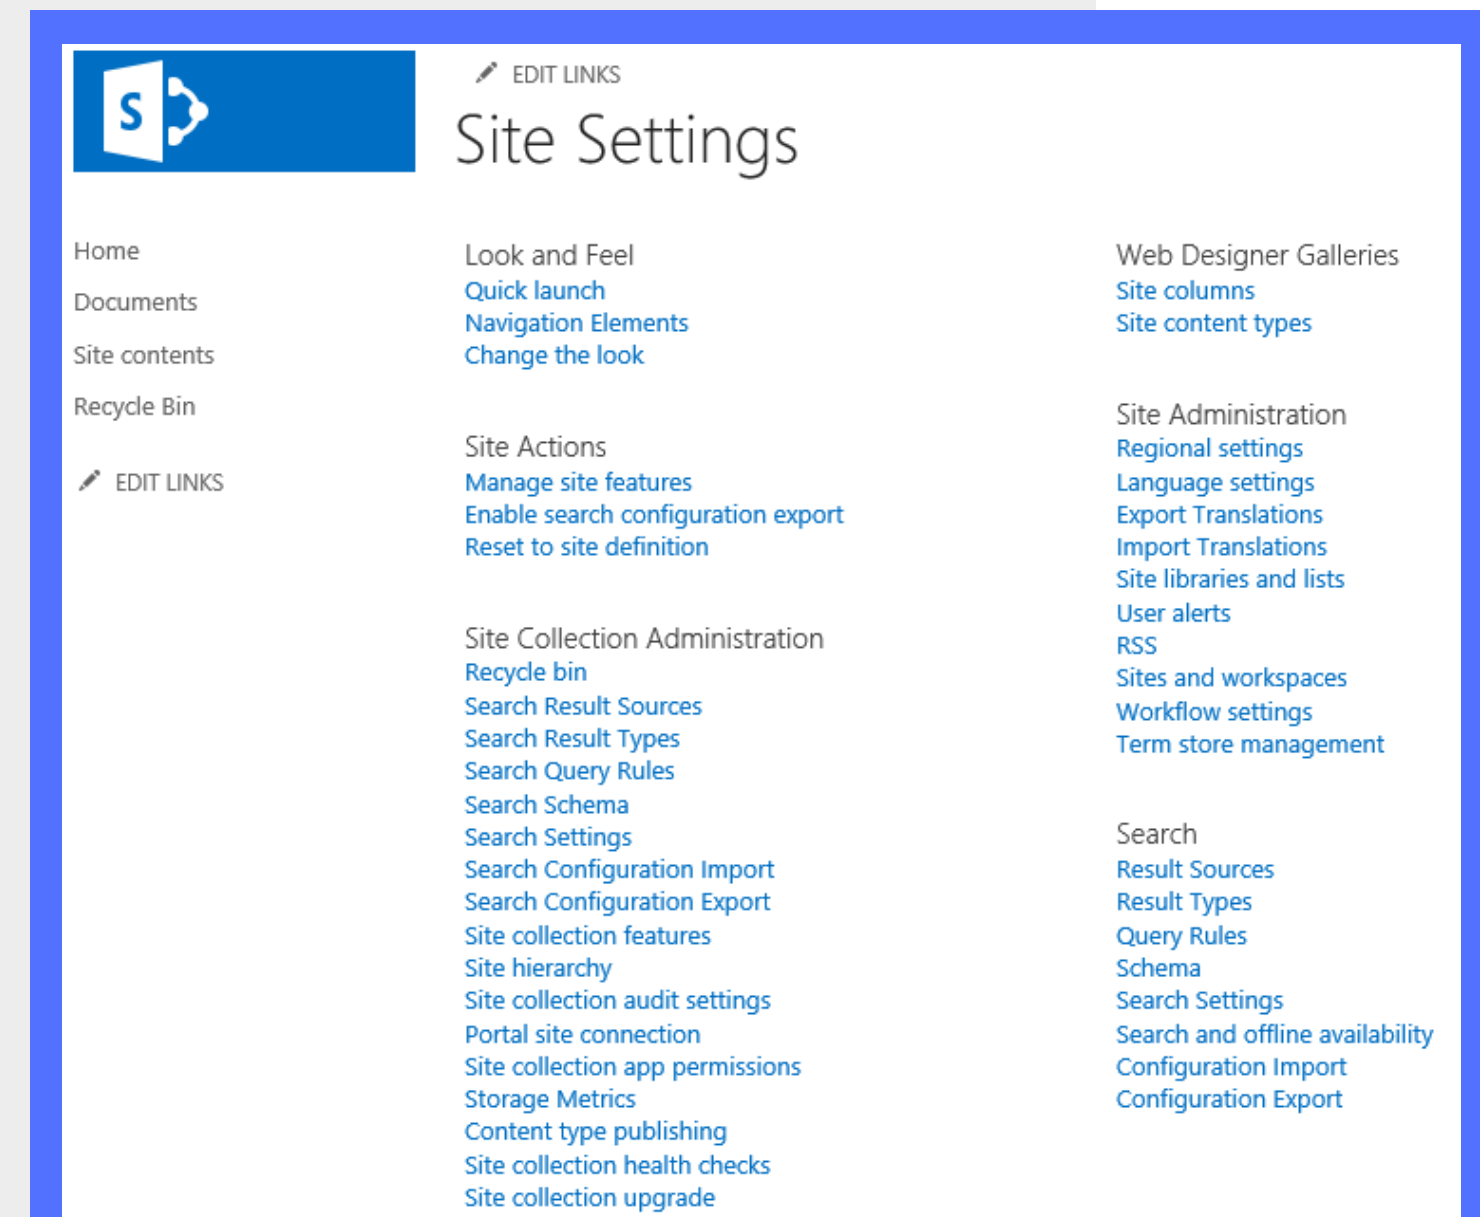 S
EDIT LINKS
Site Settings
Home
Documents
Site contents
Recycle Bin
EDIT LINKS
Look and Feel
Quick launch
Navigation Elements
Change the look
Site Actions
Manage site features
Enable search configuration export
Reset to site definition
Site Collection Administration
Recycle bin
Search Result Sources
Search Result Types
Search Query Rules
Search Schema
Search Settings
Search Configuration Import
Search Configuration Export
Site collection features
Site hierarchy
Site collection audit settings
Portal site connection
Site collection app permissions
Storage Metrics
Content type publishing
Site collection health checks
Site collection upgrade
Web Designer Galleries
Site columns
Site content types
Site Administration
Regional settings
Language settings
Export Translations
Import Translations
Site libraries and lists
User alerts
RSS
Sites and workspaces
Workflow settings
Term store management
Search
Result Sources
Result Types
Query Rules
Schema
Search Settings
Search and offline availability
Configuration Import
Configuration Export